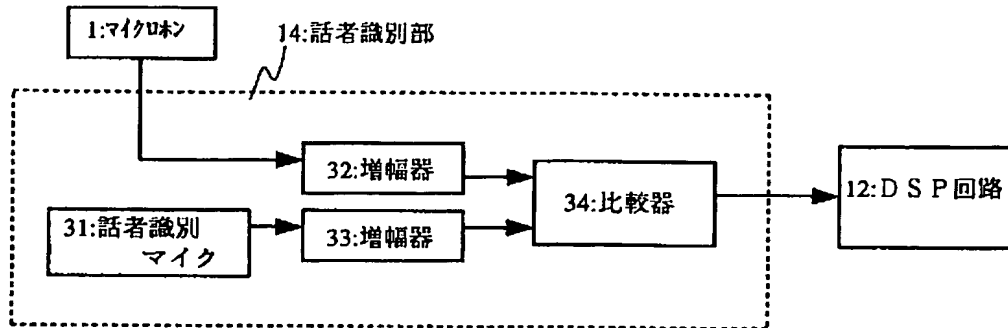 1:マイクロホン
14:話者識別部
32:増幅器
31:話者識別
マイク
33:増幅器
34:比較器
12:DSP回路